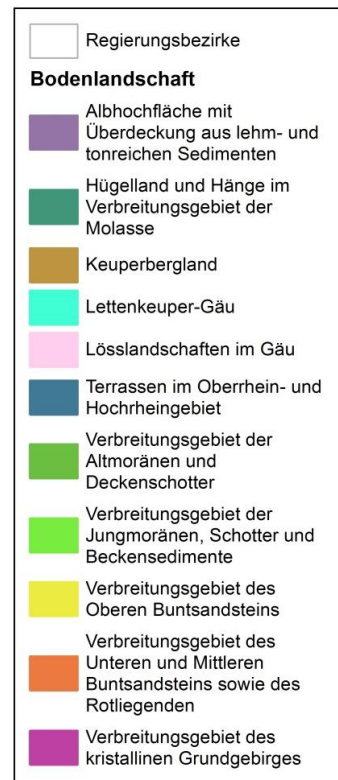 Regierungsbezirke
Bodenlandschaft
Albhochfläche mit
Überdeckung aus lehm- und
tonreichen Sedimenten
Hügelland und Hänge im
Verbreitungsgebiet der
Molasse
Keuperbergland
Lettenkeuper-Gäu
Lösslandschaften im Gäu
Terrassen im Oberrhein- und
Hochrheingebiet
Verbreitungsgebiet der
Altmoränen und
Deckenschotter
Verbreitungsgebiet der
Jungmoränen, Schotter und
Beckensedimente
Verbreitungsgebiet des
Oberen Buntsandsteins
Verbreitungsgebiet des
Unteren und Mittleren
Buntsandsteins sowie des
Rotliegenden
Verbreitungsgebiet des
kristallinen Grundgebirges